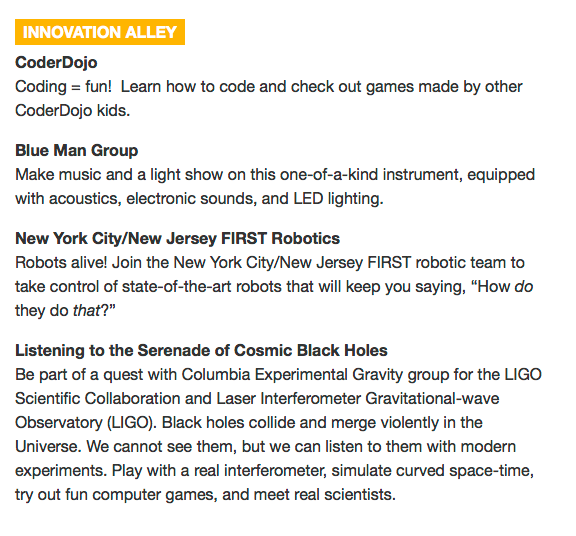 INNOVATION ALLEY
CoderDojo
Coding = fun!  Learn how to code and check out games made by other
CoderDojo kids.
Blue Man Group
Make music and a light show on this one-of-a-kind instrument, equipped
with acoustics, electronic sounds, and LED lighting.
New York City/New Jersey FIRST Robotics
Robots alive! Join the New York City/New Jersey FIRST robotic team to
take control of state-of-the-art robots that will keep you saying, “How do
they do that?”
Listening to the Serenade of Cosmic Black Holes
Be part of a quest with Columbia Experimental Gravity group for the LIGO
Scientific Collaboration and Laser Interferometer Gravitational-wave
Observatory (LIGO). Black holes collide and merge violently in the
Universe. We cannot see them, but we can listen to them with modern
experiments. Play with a real interferometer, simulate curved space-time,
try out fun computer games, and meet real scientists.